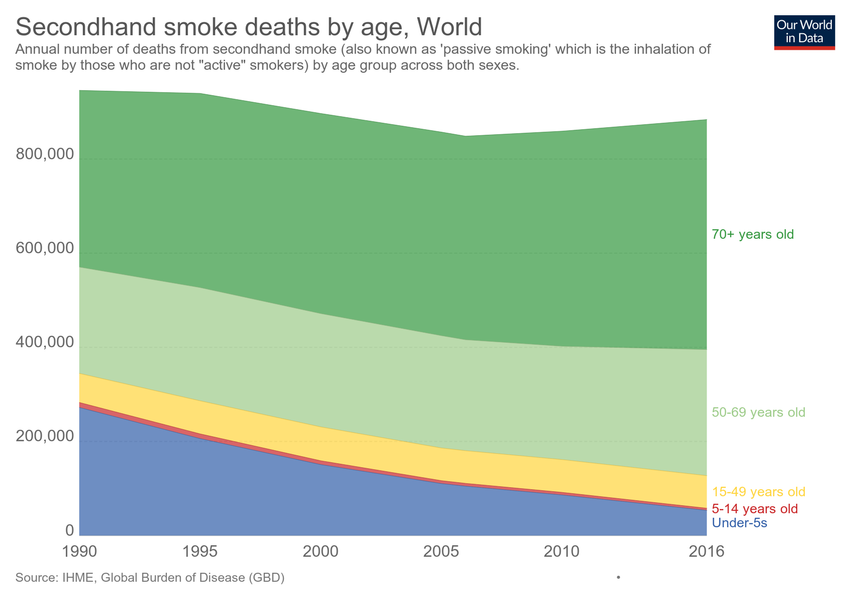 Secondhand smoke deaths by age, World
Our World
in Data
Annual number of deaths from secondhand smoke (also known as 'passive smoking' which is the inhalation of
smoke by those who are not "active" smokers) by age group across both sexes.
800,000
600,000
400,000
200,000
0
70+ years old
50-69 years old
15-49 years old
5-14 years old
Under-5s
1990 1995 2000 2005 2010 2016
Source: IHME, Global Burden of Disease (GBD)